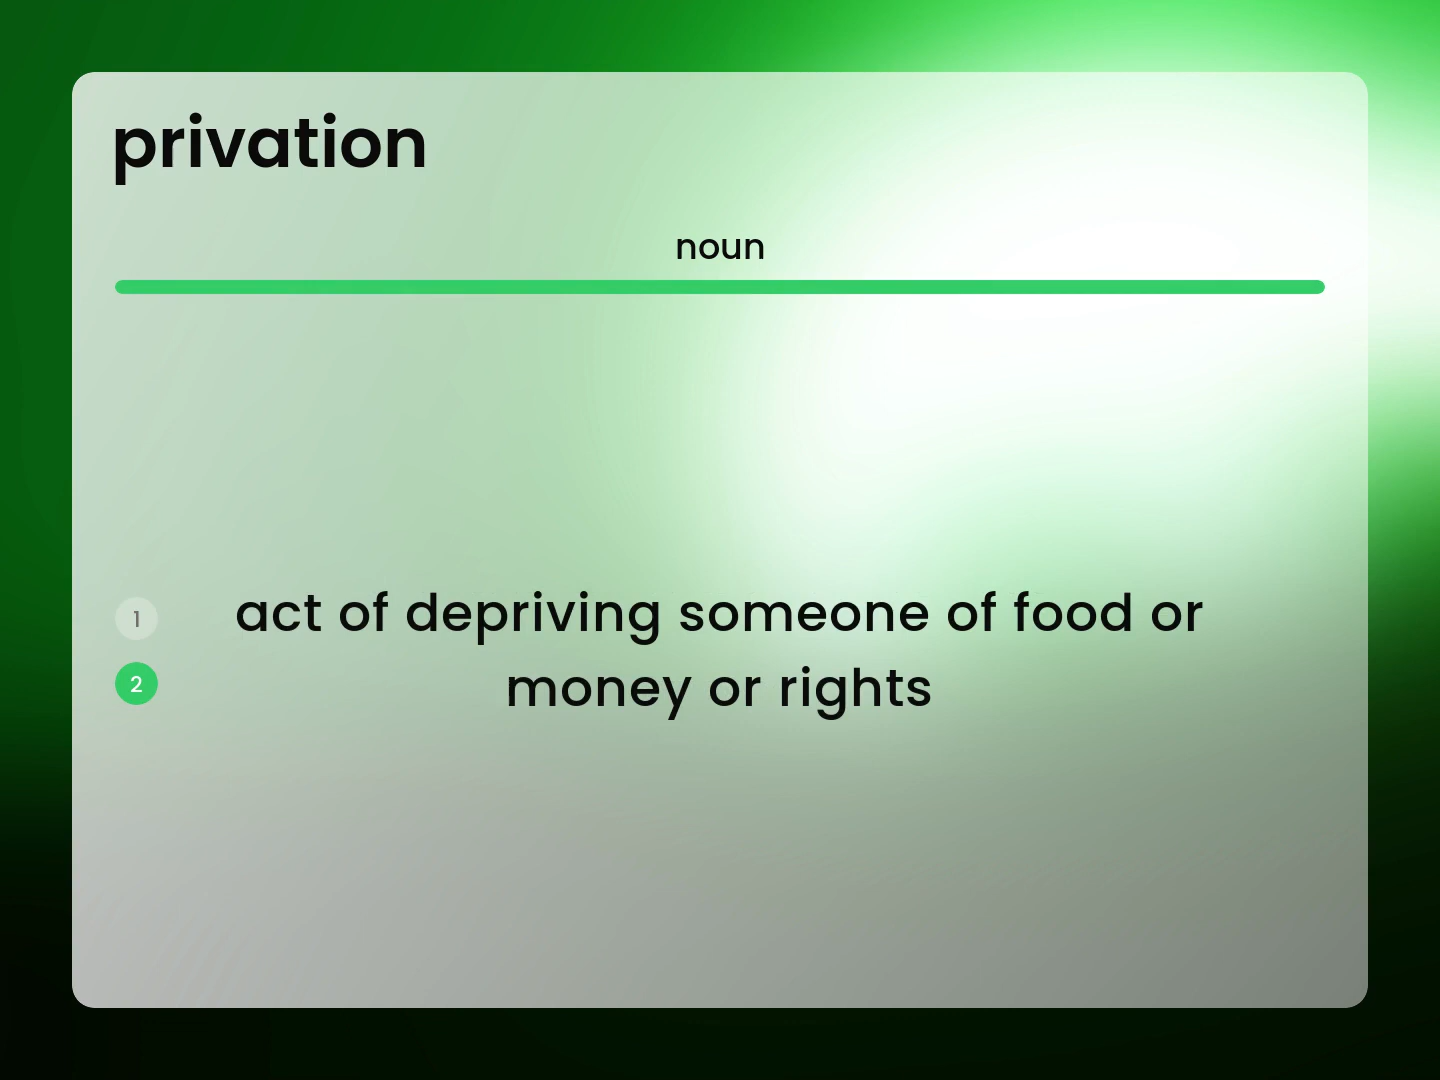 privation
noun
1
2
act of depriving someone of food or
money or rights